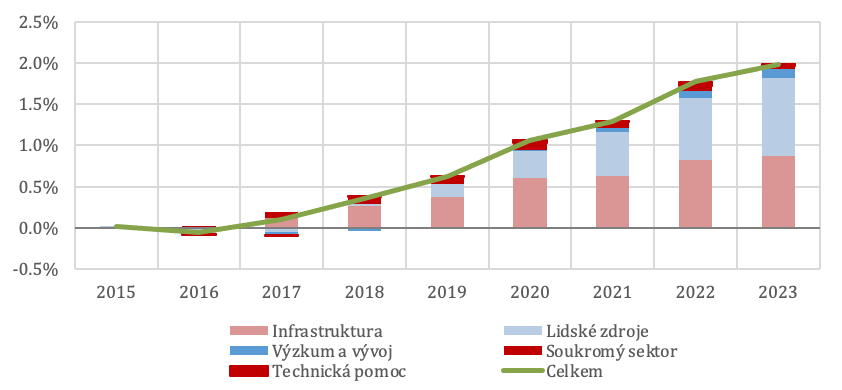 2.5%
2.0%
1.5%
1.0%
0.5%
0.0%
-0.5%
2015 2016 2017 2018 2019 2020 2021 2022 2023
Infrastruktura Lidské zdroje
Výzkum a vývoj Soukromý sektor
Technická pomoc Celkem